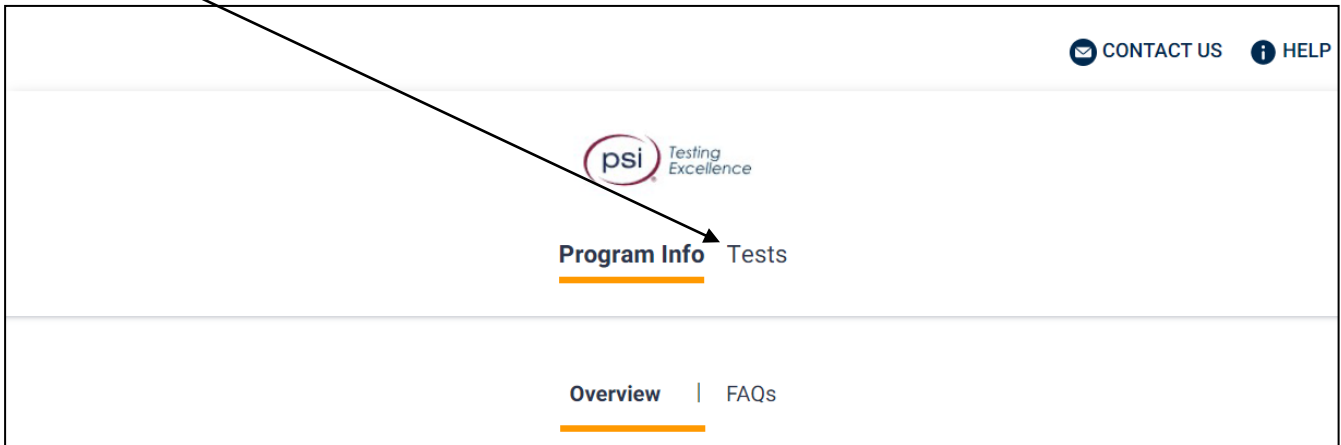 CONTACT US HELP
psi Testing
Excellence
Program Info Tests
Overview | FAQs